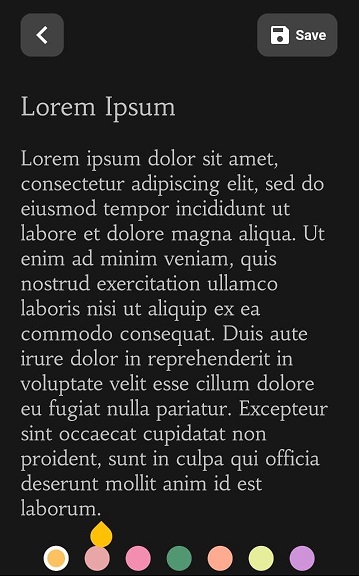 Save
Lorem Ipsum
Lorem ipsum dolor sit amet,
consectetur adipiscing elit, sed do
eiusmod tempor incididunt ut
labore et dolore magna aliqua. Ut
enim ad minim veniam, quis
nostrud exercitation ullamco
laboris nisi ut aliquip ex ea
commodo consequat. Duis aute
irure dolor in reprehenderit in
voluptate velit esse cillum dolore
eu fugiat nulla pariatur. Excepteur
sint occaecat cupidatat non
proident, sunt in culpa qui officia
deserunt mollit anim id est
laborum.